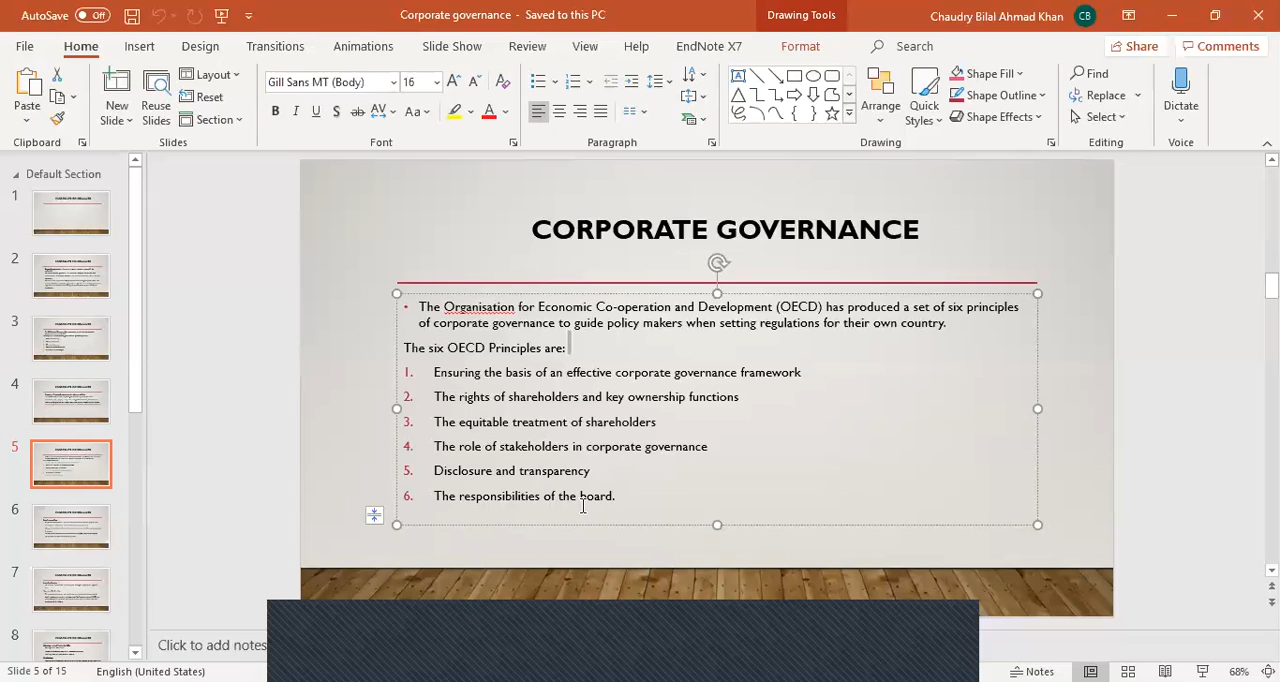 AutoSave Off
Corporate governance - Saved to this PC
Drawing Tools
Chaudry Bilal Ahmad Khan CB
File Home Insert Design Transitions Animations Slide Show Review View Help EndNote X7 Format Search Share Comments
Paste
New Slide
Reuse Slides
Layout
Reset
Section
Gill Sans MT (Body) 16
Arrange
Quick Styles
Shape Fill
Shape Outline
Shape Effects
Find
Replace
Select
Dictate
Clipboard Slides Font Paragraph Drawing Editing Voice
Default Section
1
2
3
4
5
6
7
8
CORPORATE GOVERNANCE
• The Organisation for Economic Co-operation and Development (OECD) has produced a set of six principles
of corporate governance to guide policy makers when setting regulations for their own country.
The six OECD Principles are:
1. Ensuring the basis of an effective corporate governance framework
2. The rights of shareholders and key ownership functions
3. The equitable treatment of shareholders
4. The role of stakeholders in corporate governance
5. Disclosure and transparency
6. The responsibilities of the board.
Click to add notes
Slide 5 of 15 English (United States) Notes 68%